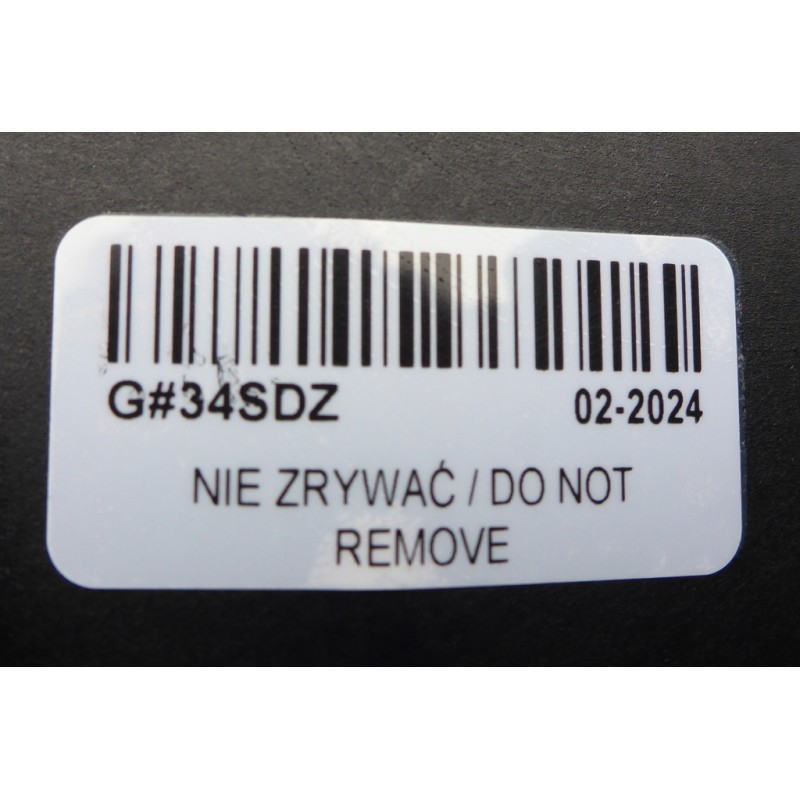 G#34SDZ 02-2024
NIE ZRYWAĆ / DO NOT
REMOVE